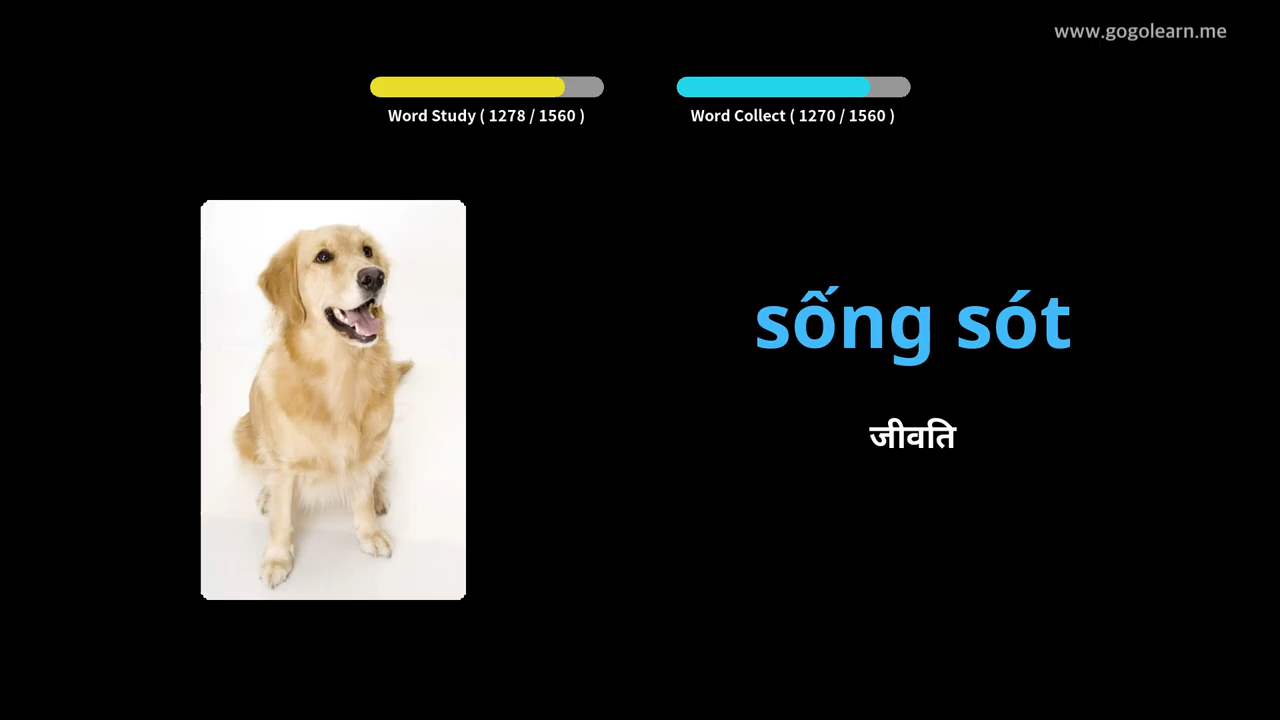 www.gogolearn.me
Word Study ( 1278 / 1560 )
Word Collect ( 1270 / 1560 )
sống sót
जीवति